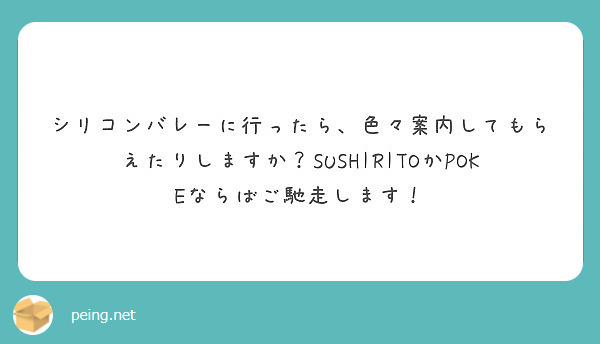 シリコンバレーに行ったら、色々案内してもら
えたりしますか？SUSHIRITOかPOK
Eならばご馳走します！
peing.net